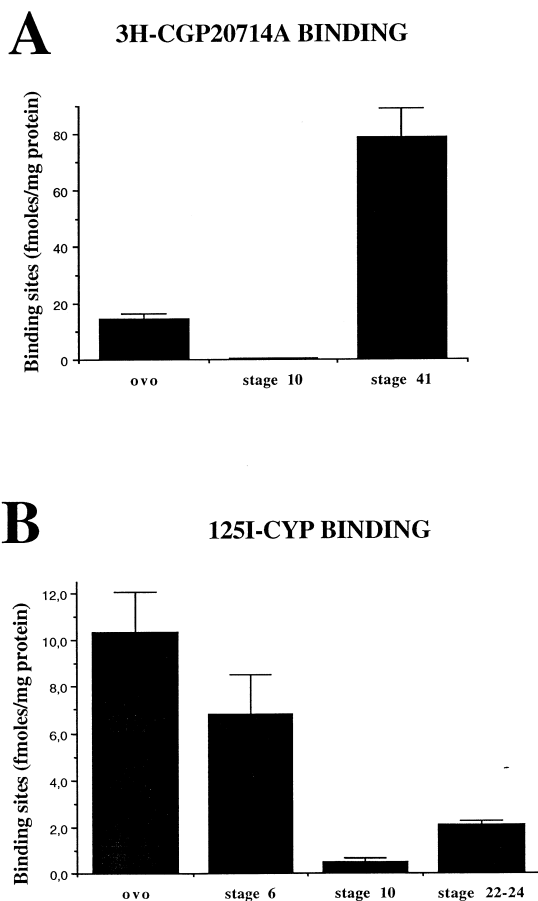 A
3H-CGP20714A BINDING
Binding sites (fmoles/mg protein)
80
60
40
20
0
ovo stage 10 stage 41
B
125I-CYP BINDING
Binding sites (fmoles/mg protein)
12,0
10,0
8,0
6,0
4,0
2,0
0,0
ovo stage 6 stage 10 stage 22-24